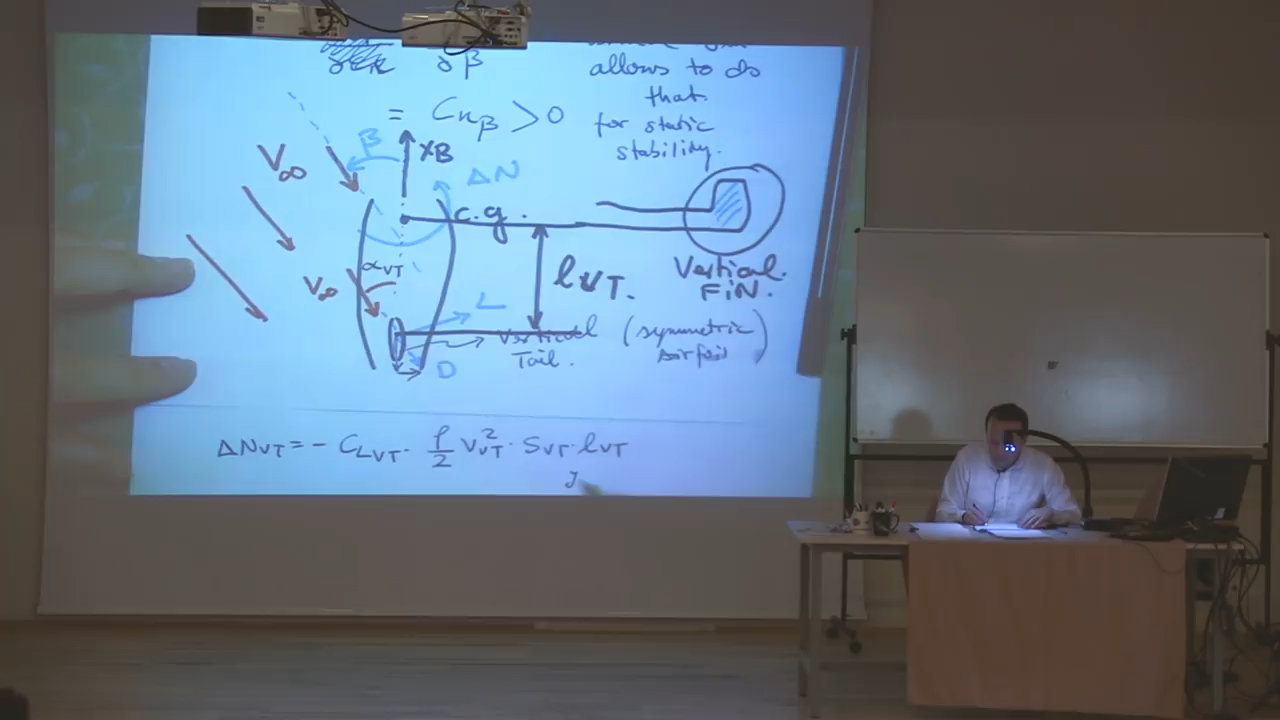 ∂β
allows to do
that.
= Cnβ > 0
for static
stability.
β
XB
V∞
ΔN
c.g.
αVT
V∞
lVT.
Vertical
FiN.
L
Vertical
Tail.
(symmetric
airfoil)
D
ΔNVT = - CLVT · ρ/2 VVT² · SVT · lVT